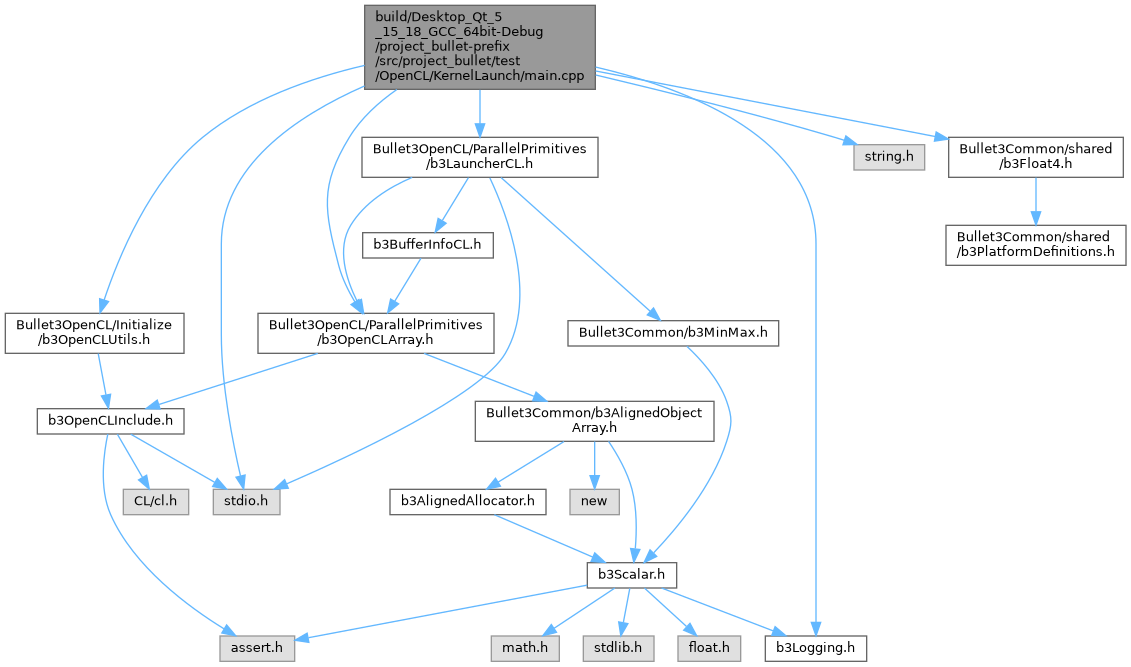 build/Desktop_Qt_5
_15_18_GCC_64bit-Debug
/project_bullet-prefix
/src/project_bullet/test
/OpenCL/KernelLaunch/main.cpp
Bullet3OpenCL/ParallelPrimitives
/b3LauncherCL.h
string.h
Bullet3Common/shared
/b3Float4.h
b3BufferInfoCL.h
Bullet3Common/shared
/b3PlatformDefinitions.h
Bullet3OpenCL/Initialize
/b3OpenCLUtils.h
Bullet3OpenCL/ParallelPrimitives
/b3OpenCLArray.h
Bullet3Common/b3MinMax.h
b3OpenCLInclude.h
Bullet3Common/b3AlignedObject
Array.h
CL/cl.h
stdio.h
b3AlignedAllocator.h
new
b3Scalar.h
assert.h
math.h
stdlib.h
float.h
b3Logging.h